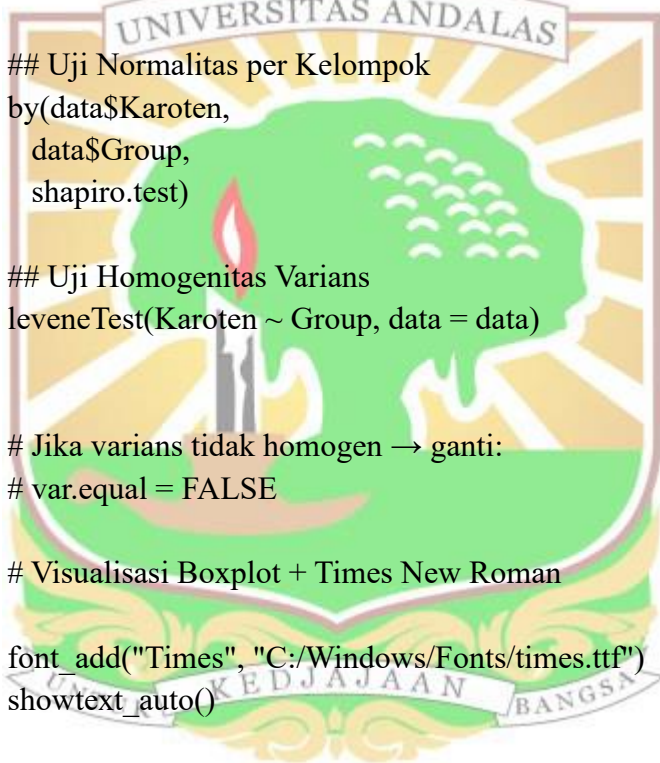 UNIVERSITAS ANDALAS
## Uji Normalitas per Kelompok
by(data$Karoten,
data$Group,
shapiro.test)
## Uji Homogenitas Varians
leveneTest(Karoten ~ Group, data = data)
# Jika varians tidak homogen → ganti:
# var.equal = FALSE
# Visualisasi Boxplot + Times New Roman
font_add("Times", "C:/Windows/Fonts/times.ttf")
showtext_auto()
KEDJAJAAN BANGSA